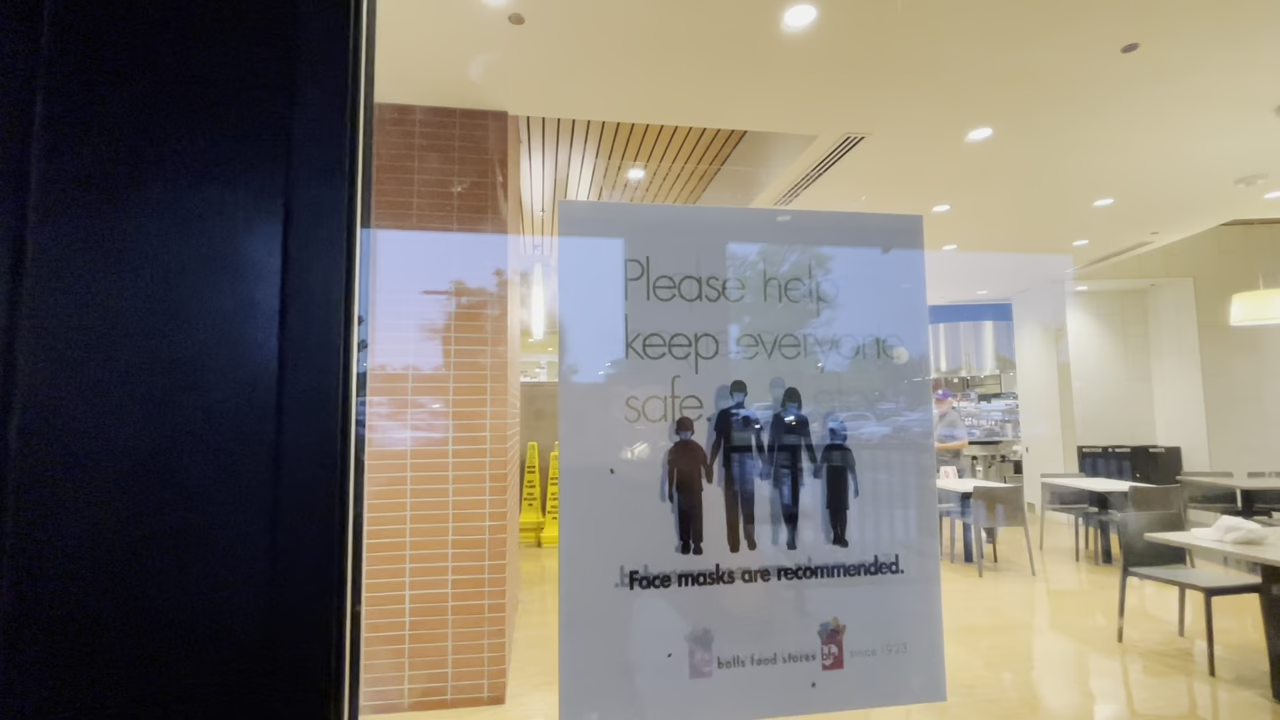 Please help
keep everyone
safe.
Face masks are recommended.
balls food stores since 1923